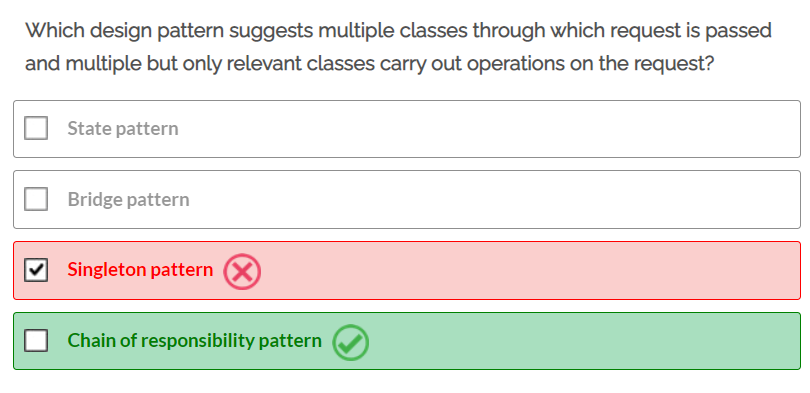 Which design pattern suggests multiple classes through which request is passed
and multiple but only relevant classes carry out operations on the request?
State pattern
Bridge pattern
Singleton pattern
Chain of responsibility pattern